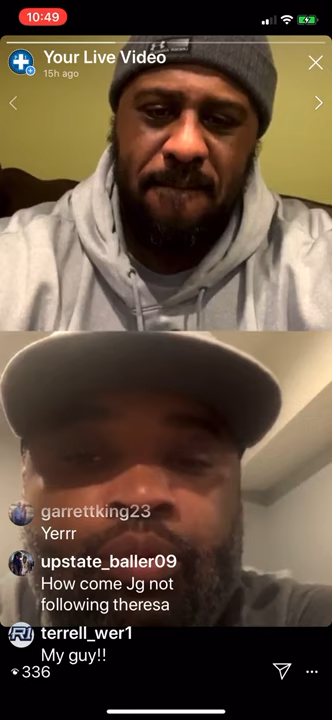 10:49
Your Live Video
15h ago
garrettking23
Yerrr
upstate_baller09
How come Jg not
following theresa
terrell_wer1
My guy!!
336